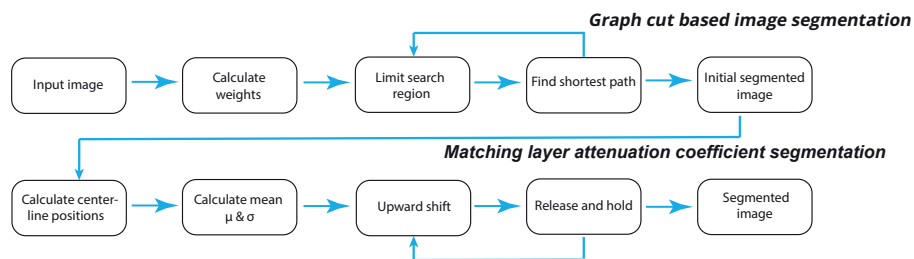 Graph cut based image segmentation
Input image
Calculate
weights
Limit search
region
Find shortest path
Initial segmented
image
Matching layer attenuation coefficient segmentation
Calculate center-
line positions
Calculate mean
μ & σ
Upward shift
Release and hold
Segmented
image